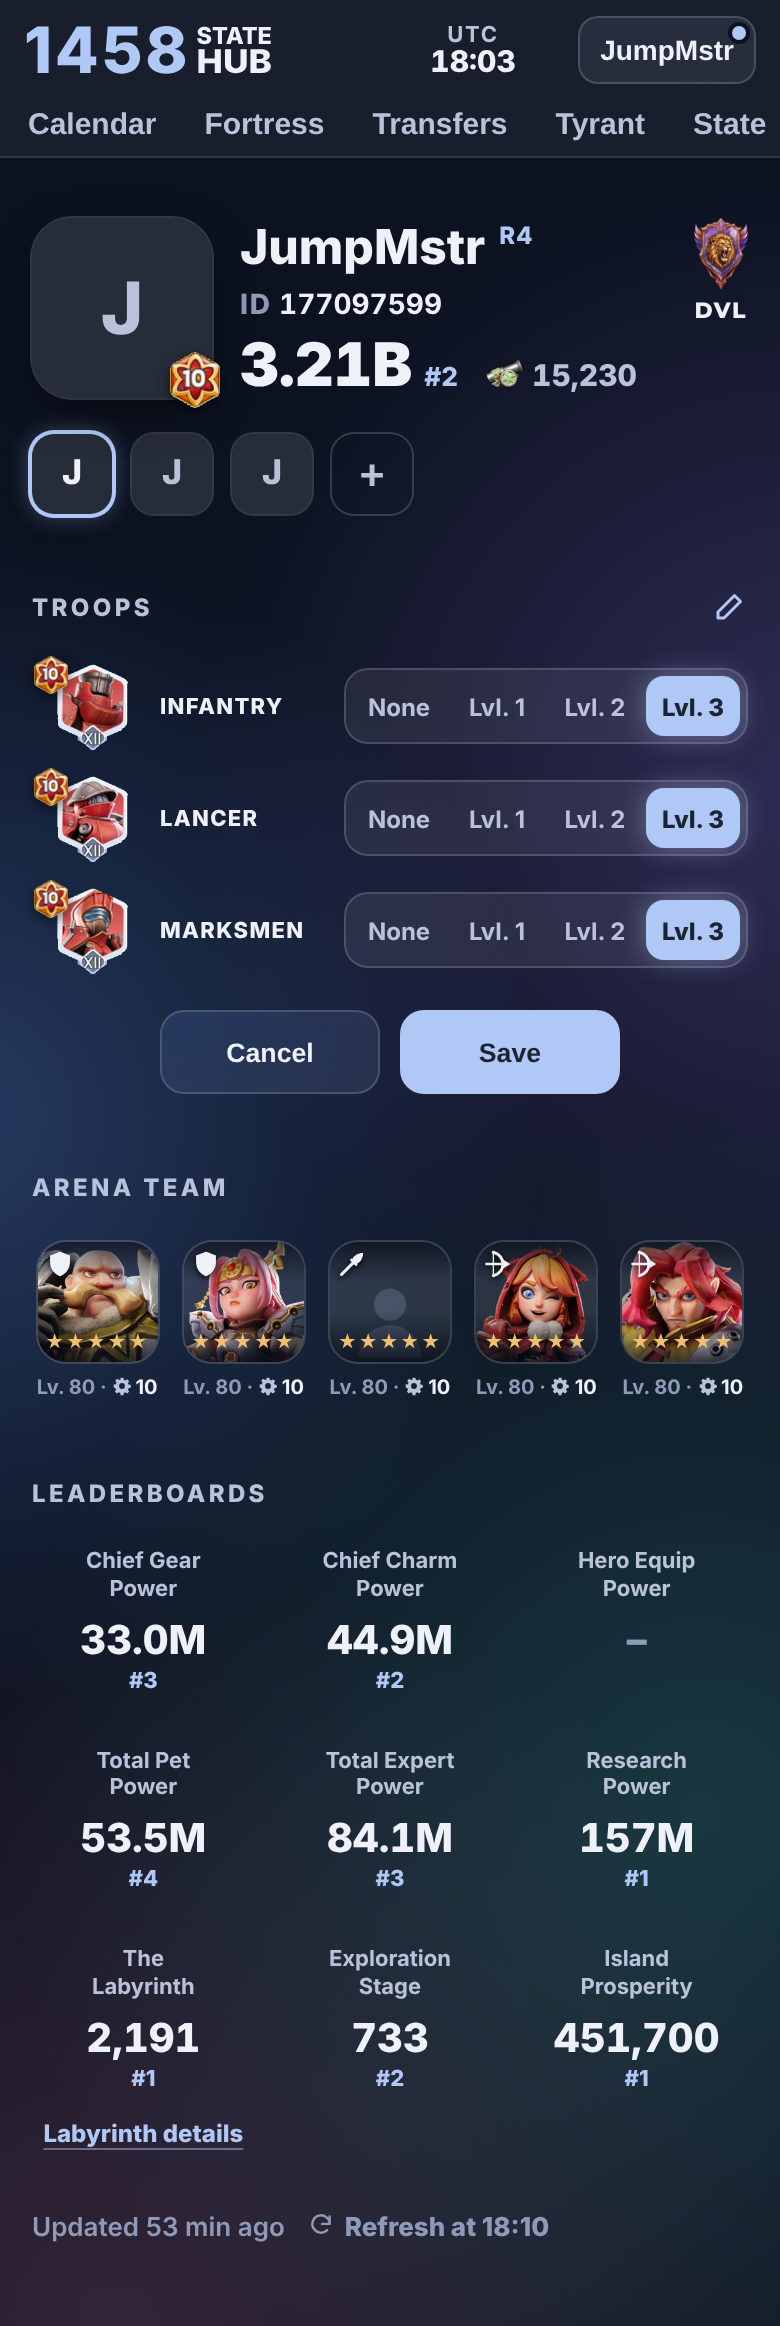 1458 STATE HUB
UTC
18:03
JumpMstr
Calendar Fortress Transfers Tyrant State
J
10
JumpMstr R4
ID 177097599
3.21B #2 15,230
DVL
J J J +
TROOPS
10 XII INFANTRY None Lvl. 1 Lvl. 2 Lvl. 3
10 XII LANCER None Lvl. 1 Lvl. 2 Lvl. 3
10 XII MARKSMEN None Lvl. 1 Lvl. 2 Lvl. 3
Cancel Save
ARENA TEAM
Lv. 80 · 10 Lv. 80 · 10 Lv. 80 · 10 Lv. 80 · 10 Lv. 80 · 10
LEADERBOARDS
Chief Gear Power
33.0M
#3
Chief Charm Power
44.9M
#2
Hero Equip Power
–
Total Pet Power
53.5M
#4
Total Expert Power
84.1M
#3
Research Power
157M
#1
The Labyrinth
2,191
#1
Exploration Stage
733
#2
Island Prosperity
451,700
#1
Labyrinth details
Updated 53 min ago Refresh at 18:10